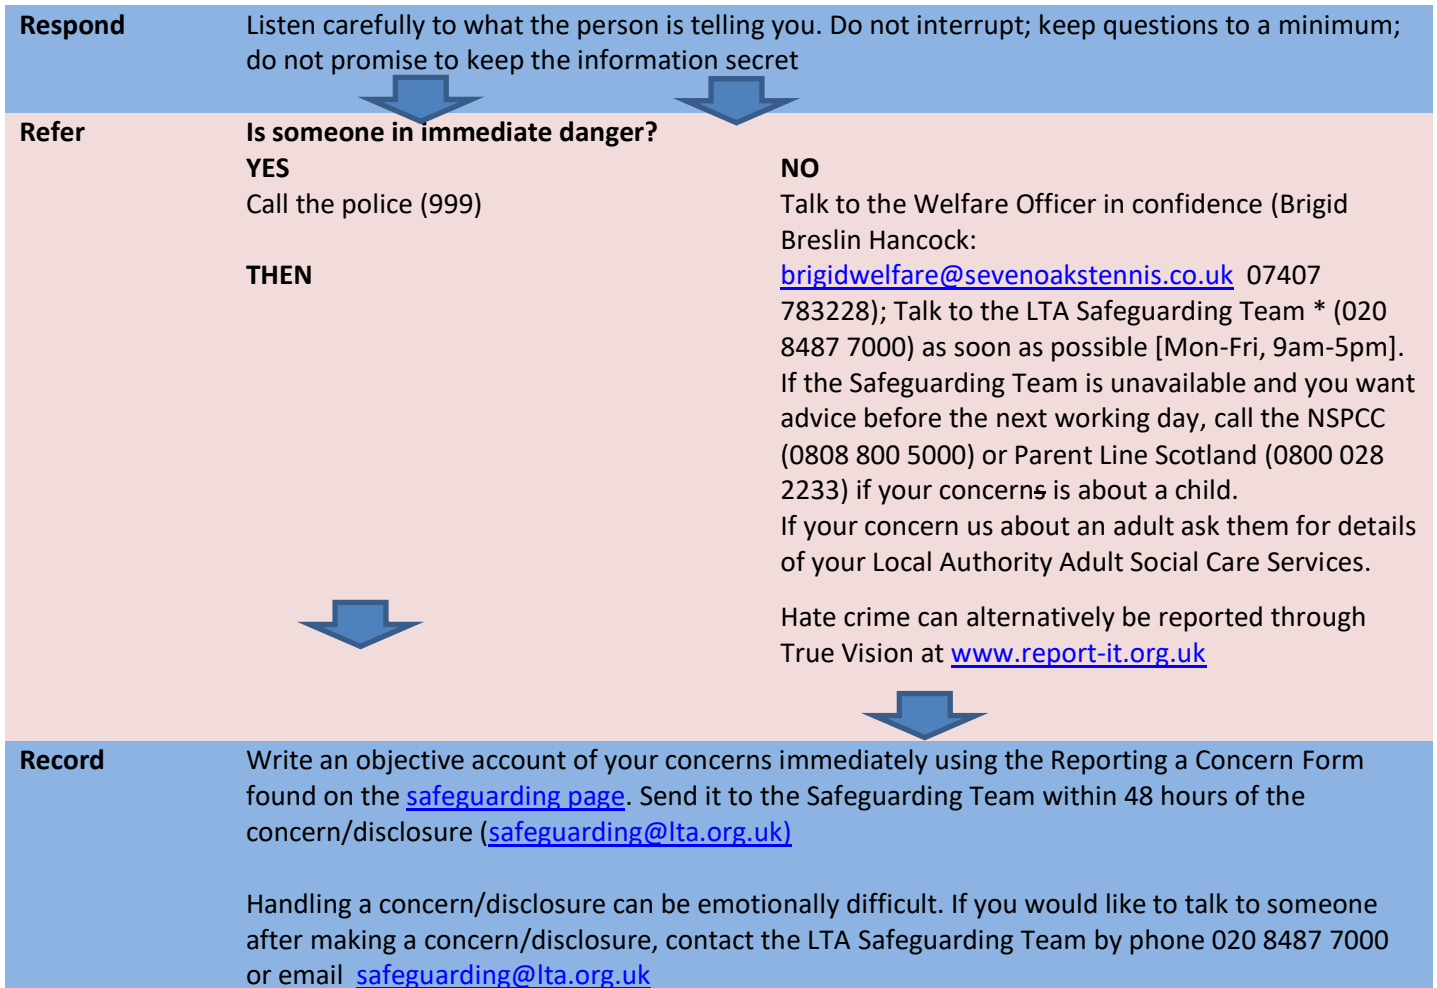 Respond
Listen carefully to what the person is telling you. Do not interrupt; keep questions to a minimum;
do not promise to keep the information secret
Refer
Is someone in immediate danger?
YES
Call the police (999)
THEN
NO
Talk to the Welfare Officer in confidence (Brigid
Breslin Hancock:
brigidwelfare@sevenoakstennis.co.uk 07407
783228); Talk to the LTA Safeguarding Team * (020
8487 7000) as soon as possible [Mon-Fri, 9am-5pm].
If the Safeguarding Team is unavailable and you want
advice before the next working day, call the NSPCC
(0808 800 5000) or Parent Line Scotland (0800 028
2233) if your concerns is about a child.
If your concern us about an adult ask them for details
of your Local Authority Adult Social Care Services.
Hate crime can alternatively be reported through
True Vision at www.report-it.org.uk
Record
Write an objective account of your concerns immediately using the Reporting a Concern Form
found on the safeguarding page. Send it to the Safeguarding Team within 48 hours of the
concern/disclosure (safeguarding@lta.org.uk)
Handling a concern/disclosure can be emotionally difficult. If you would like to talk to someone
after making a concern/disclosure, contact the LTA Safeguarding Team by phone 020 8487 7000
or email safeguarding@lta.org.uk